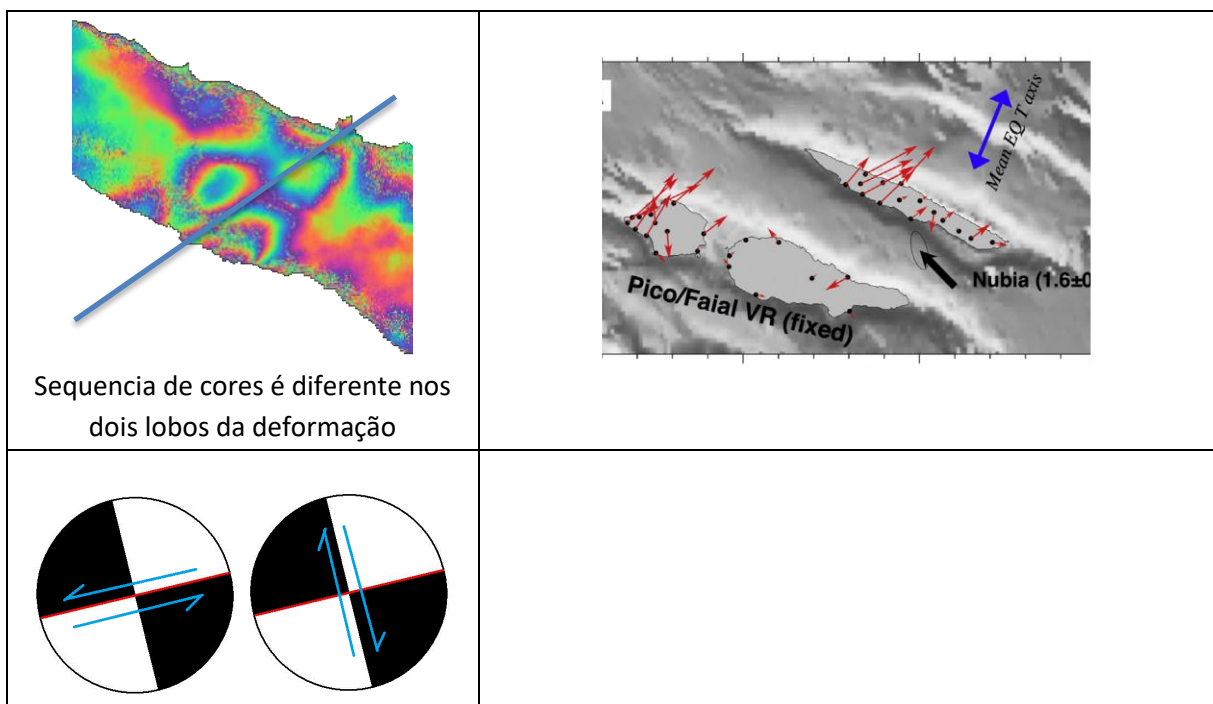 Sequencia de cores é diferente nos
dois lobos da deformação
Mean EQ T axis
Nubia (1.6±0
Pico/Faial VR (fixed)